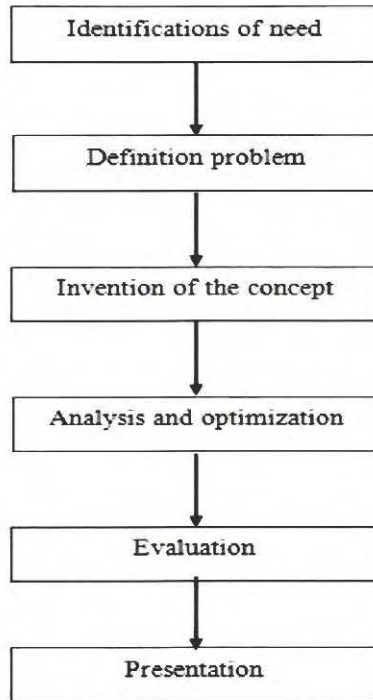 Identifications of need
Definition problem
Invention of the concept
Analysis and optimization
Evaluation
Presentation